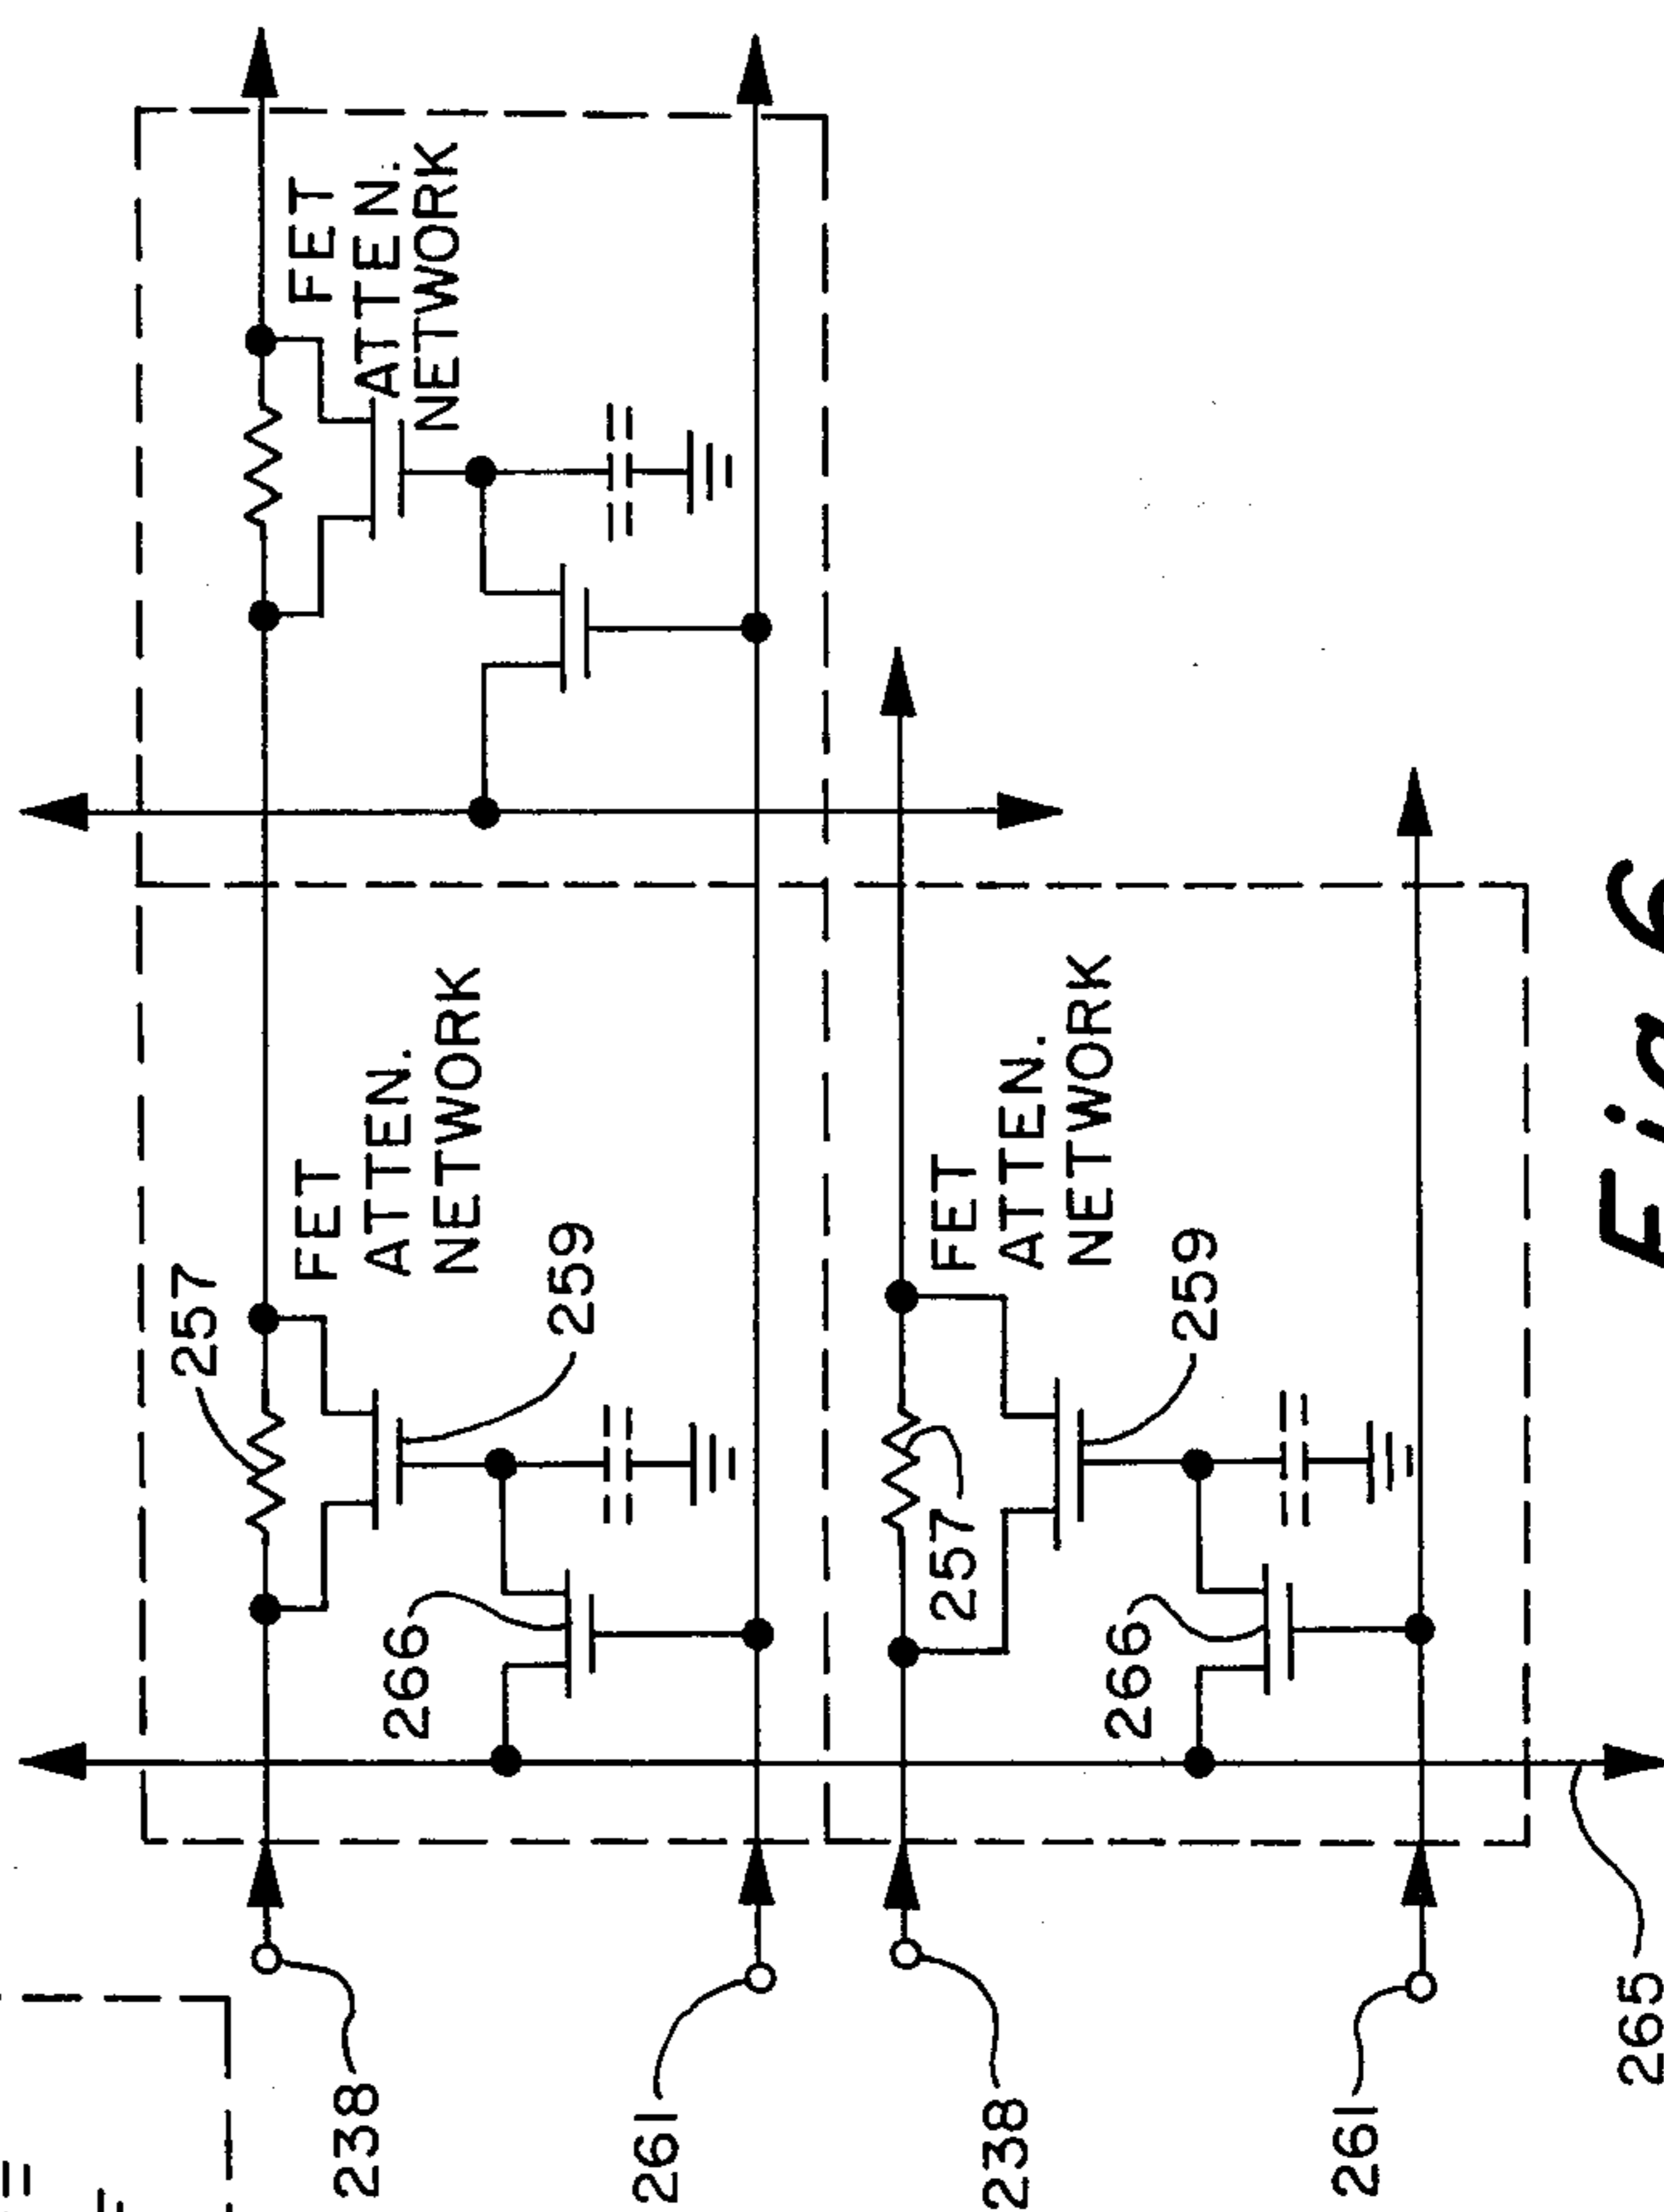 257
FET
ATTEN.
NETWORK
259
266
FET
ATTEN.
NETWORK
257
FET
ATTEN.
NETWORK
259
266
238
261
238
261
265
Fig 6